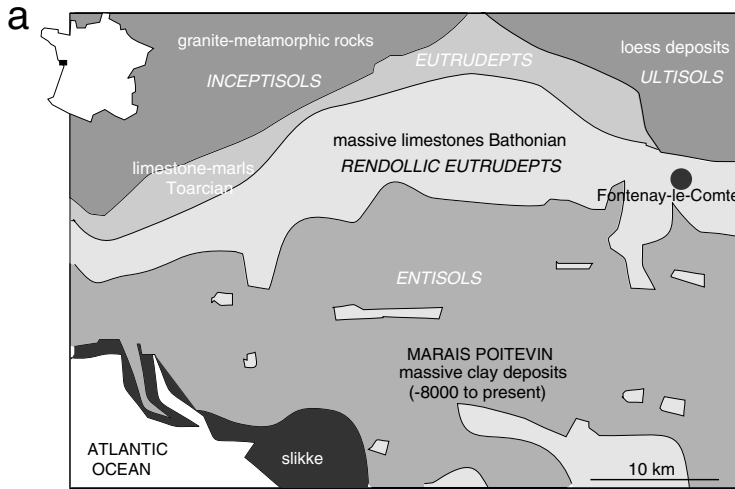 a
granite-metamorphic rocks
INCEPTISOLS
EUTRUDEPTS
loess deposits
ULTISOLS
massive limestones Bathonian
RENDOLLIC EUTRUDEPTS
limestone-marls
Toarcian
Fontenay-le-Comte
ENTISOLS
MARAIS POITEVIN
massive clay deposits
(-8000 to present)
ATLANTIC
OCEAN
slikke
10 km